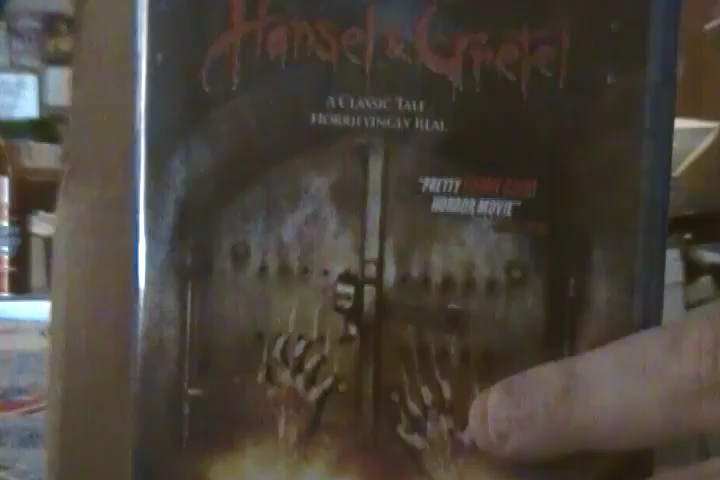 Hansel & Gretel
A CLASSIC TALE
HORRIFYINGLY REAL
"PRETTY
HORROR MOVIE"